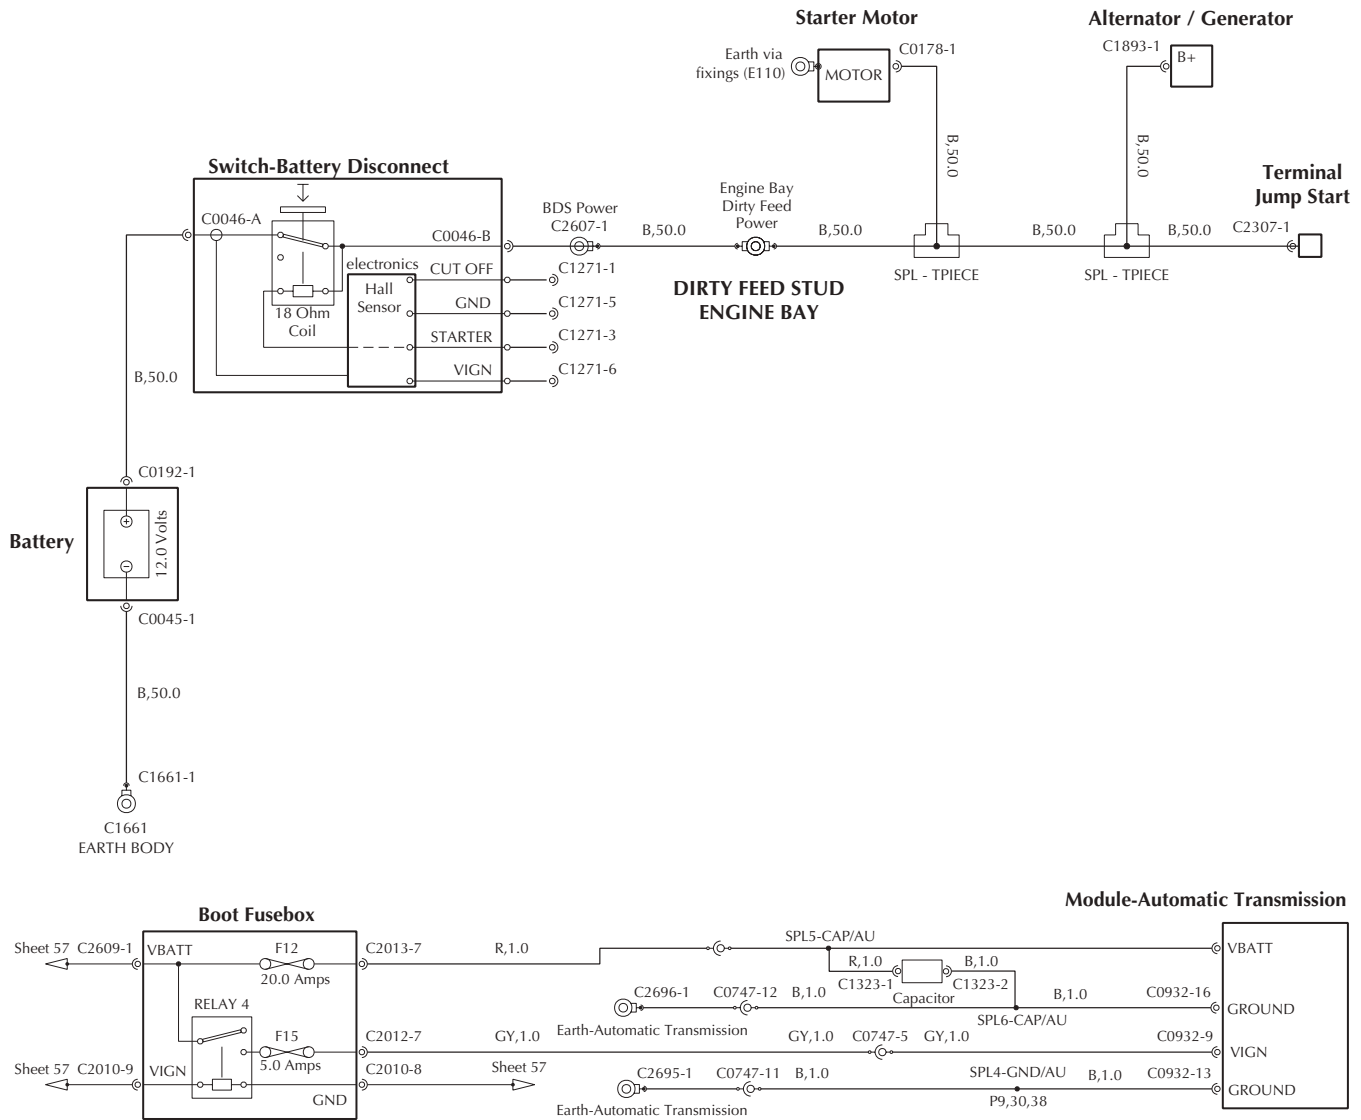 Starter Motor
Alternator / Generator
Earth via
fixings (E110)
MOTOR
C0178-1
C1893-1
B+
B,50.0
B,50.0
Terminal
Jump Start
Switch-Battery Disconnect
C0046-A
C0046-B
BDS Power
C2607-1
B,50.0
Engine Bay
Dirty Feed
Power
B,50.0
B,50.0
B,50.0
C2307-1
SPL - TPIECE
SPL - TPIECE
DIRTY FEED STUD
ENGINE BAY
electronics
Hall
Sensor
18 Ohm
Coil
CUT OFF
C1271-1
GND
C1271-5
STARTER
C1271-3
VIGN
C1271-6
B,50.0
C0192-1
Battery
12.0 Volts
C0045-1
B,50.0
C1661-1
C1661
EARTH BODY
Boot Fusebox
Module-Automatic Transmission
Sheet 57
C2609-1
VBATT
F12
20.0 Amps
C2013-7
R,1.0
SPL5-CAP/AU
VBATT
R,1.0
B,1.0
C1323-1
C1323-2
Capacitor
RELAY 4
C2696-1
C0747-12
B,1.0
B,1.0
C0932-16
GROUND
Earth-Automatic Transmission
SPL6-CAP/AU
F15
5.0 Amps
C2012-7
GY,1.0
GY,1.0
C0747-5
GY,1.0
C0932-9
VIGN
Sheet 57
C2010-9
VIGN
GND
C2010-8
Sheet 57
C2695-1
C0747-11
B,1.0
SPL4-GND/AU
B,1.0
C0932-13
GROUND
Earth-Automatic Transmission
P9,30,38